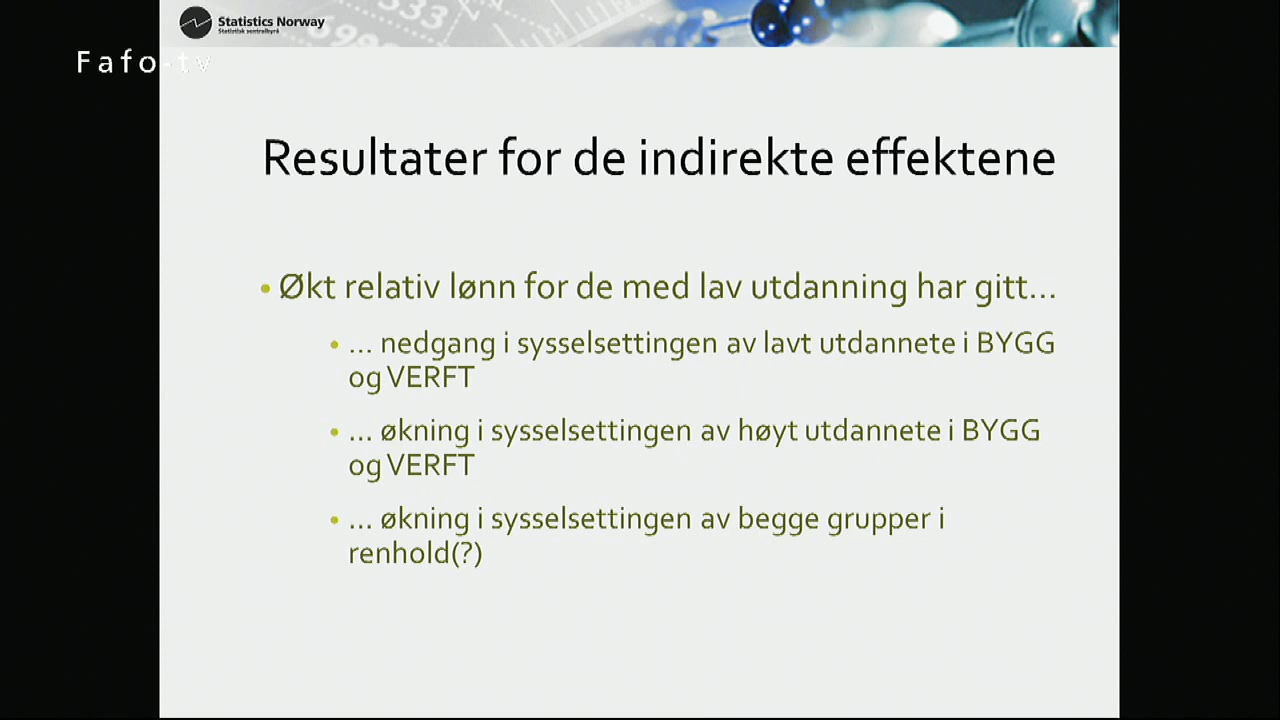 Statistics Norway
Statistisk sentralbyrå
Fafo-tv
Resultater for de indirekte effektene
• Økt relativ lønn for de med lav utdanning har gitt...
• ... nedgang i sysselsettingen av lavt utdannete i BYGG
og VERFT
• ... økning i sysselsettingen av høyt utdannete i BYGG
og VERFT
• ... økning i sysselsettingen av begge grupper i
renhold(?)